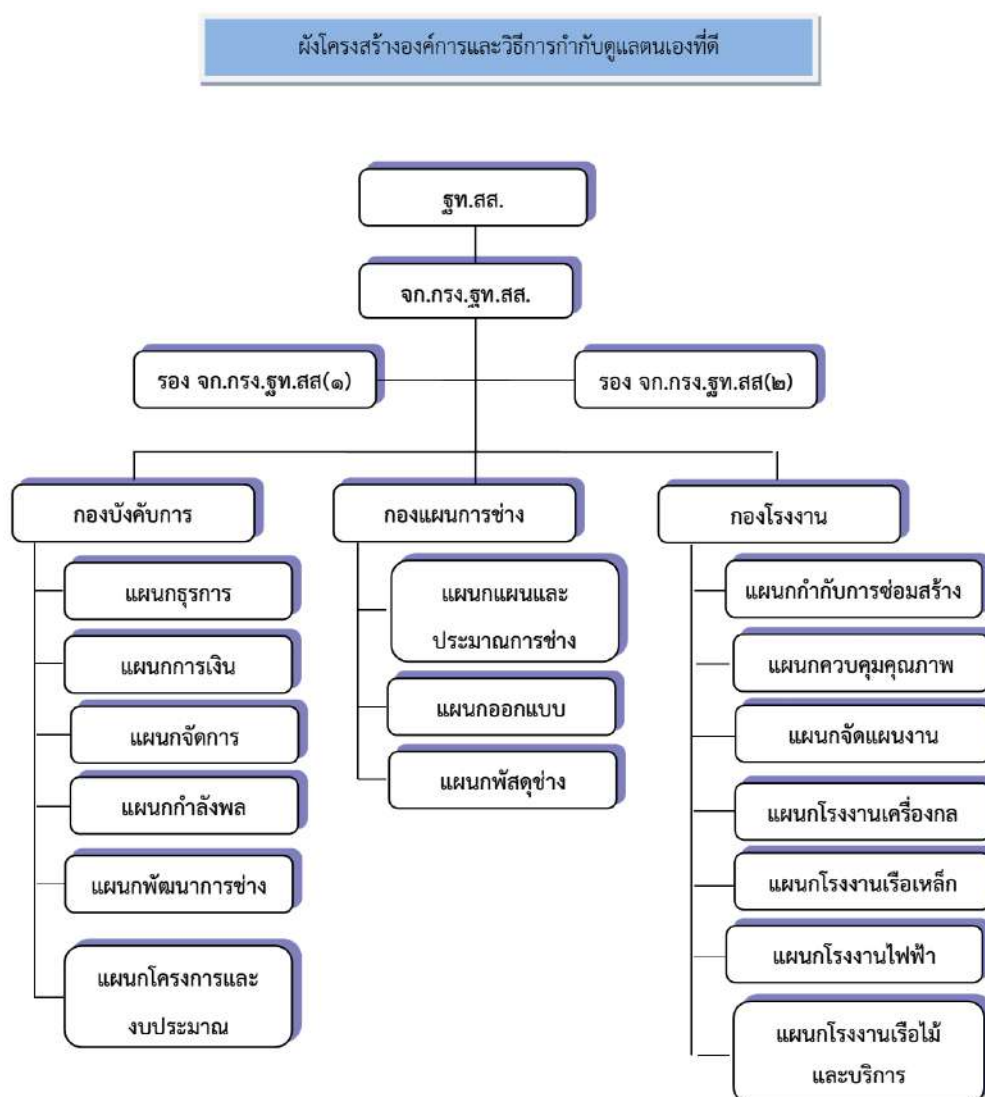 ผังโครงสร้างองค์การและวิธีการกำกับดูแลตนเองที่ดี
ฐท.สส.
จก.กรง.ฐท.สส.
รอง จก.กรง.ฐท.สส(๑)
รอง จก.กรง.ฐท.สส(๒)
กองบังคับการ
แผนกธุรการ
แผนกการเงิน
แผนกจัดการ
แผนกกำลังพล
แผนกพัฒนาการช่าง
แผนกโครงการและ
งบประมาณ
กองแผนการช่าง
แผนกแผนและ
ประมาณการช่าง
แผนกออกแบบ
แผนกพัสดุช่าง
กองโรงงาน
แผนกกำกับการซ่อมสร้าง
แผนกควบคุมคุณภาพ
แผนกจัดแผนงาน
แผนกโรงงานเครื่องกล
แผนกโรงงานเรือเหล็ก
แผนกโรงงานไฟฟ้า
แผนกโรงงานเรือไม้
และบริการ